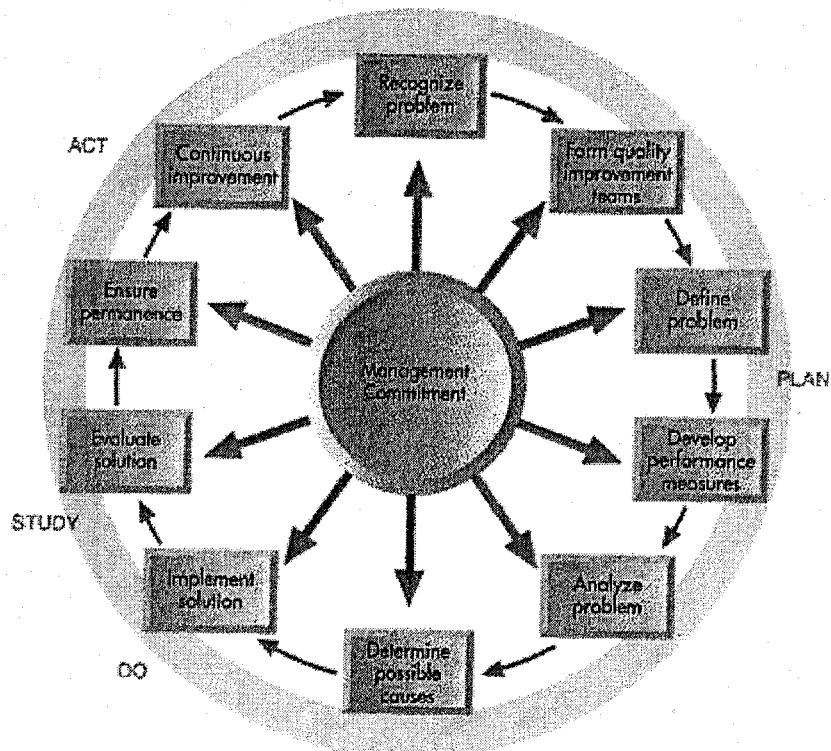 Recognize
problem
Form quality
improvement
teams
Define
problem
PLAN
Develop
performance
measures
Analyze
problem
Determine
possible
causes
DO
Implement
solution
STUDY
Evaluate
solution
Ensure
permanence
ACT
Continuous
improvement
Management
Commitment